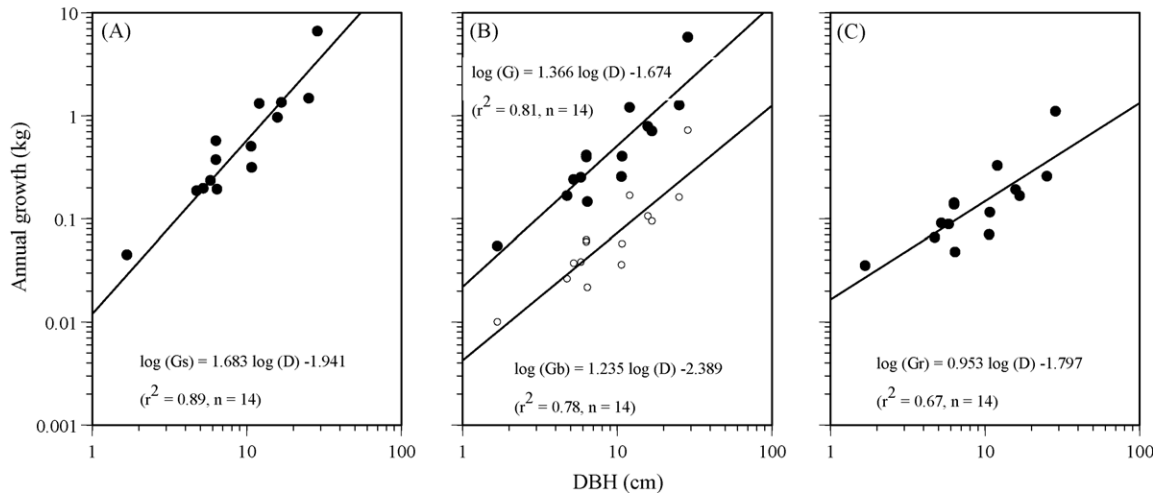 (A)
(B)
(C)
10
1
0.1
0.01
0.001
Annual growth (kg)
log (G) = 1.366 log (D) -1.674
(r2 = 0.81, n = 14)
log (Gs) = 1.683 log (D) -1.941
(r2 = 0.89, n = 14)
log (Gb) = 1.235 log (D) -2.389
(r2 = 0.78, n = 14)
log (Gr) = 0.953 log (D) -1.797
(r2 = 0.67, n = 14)
1 10 100
1 10 100
1 10 100
DBH (cm)